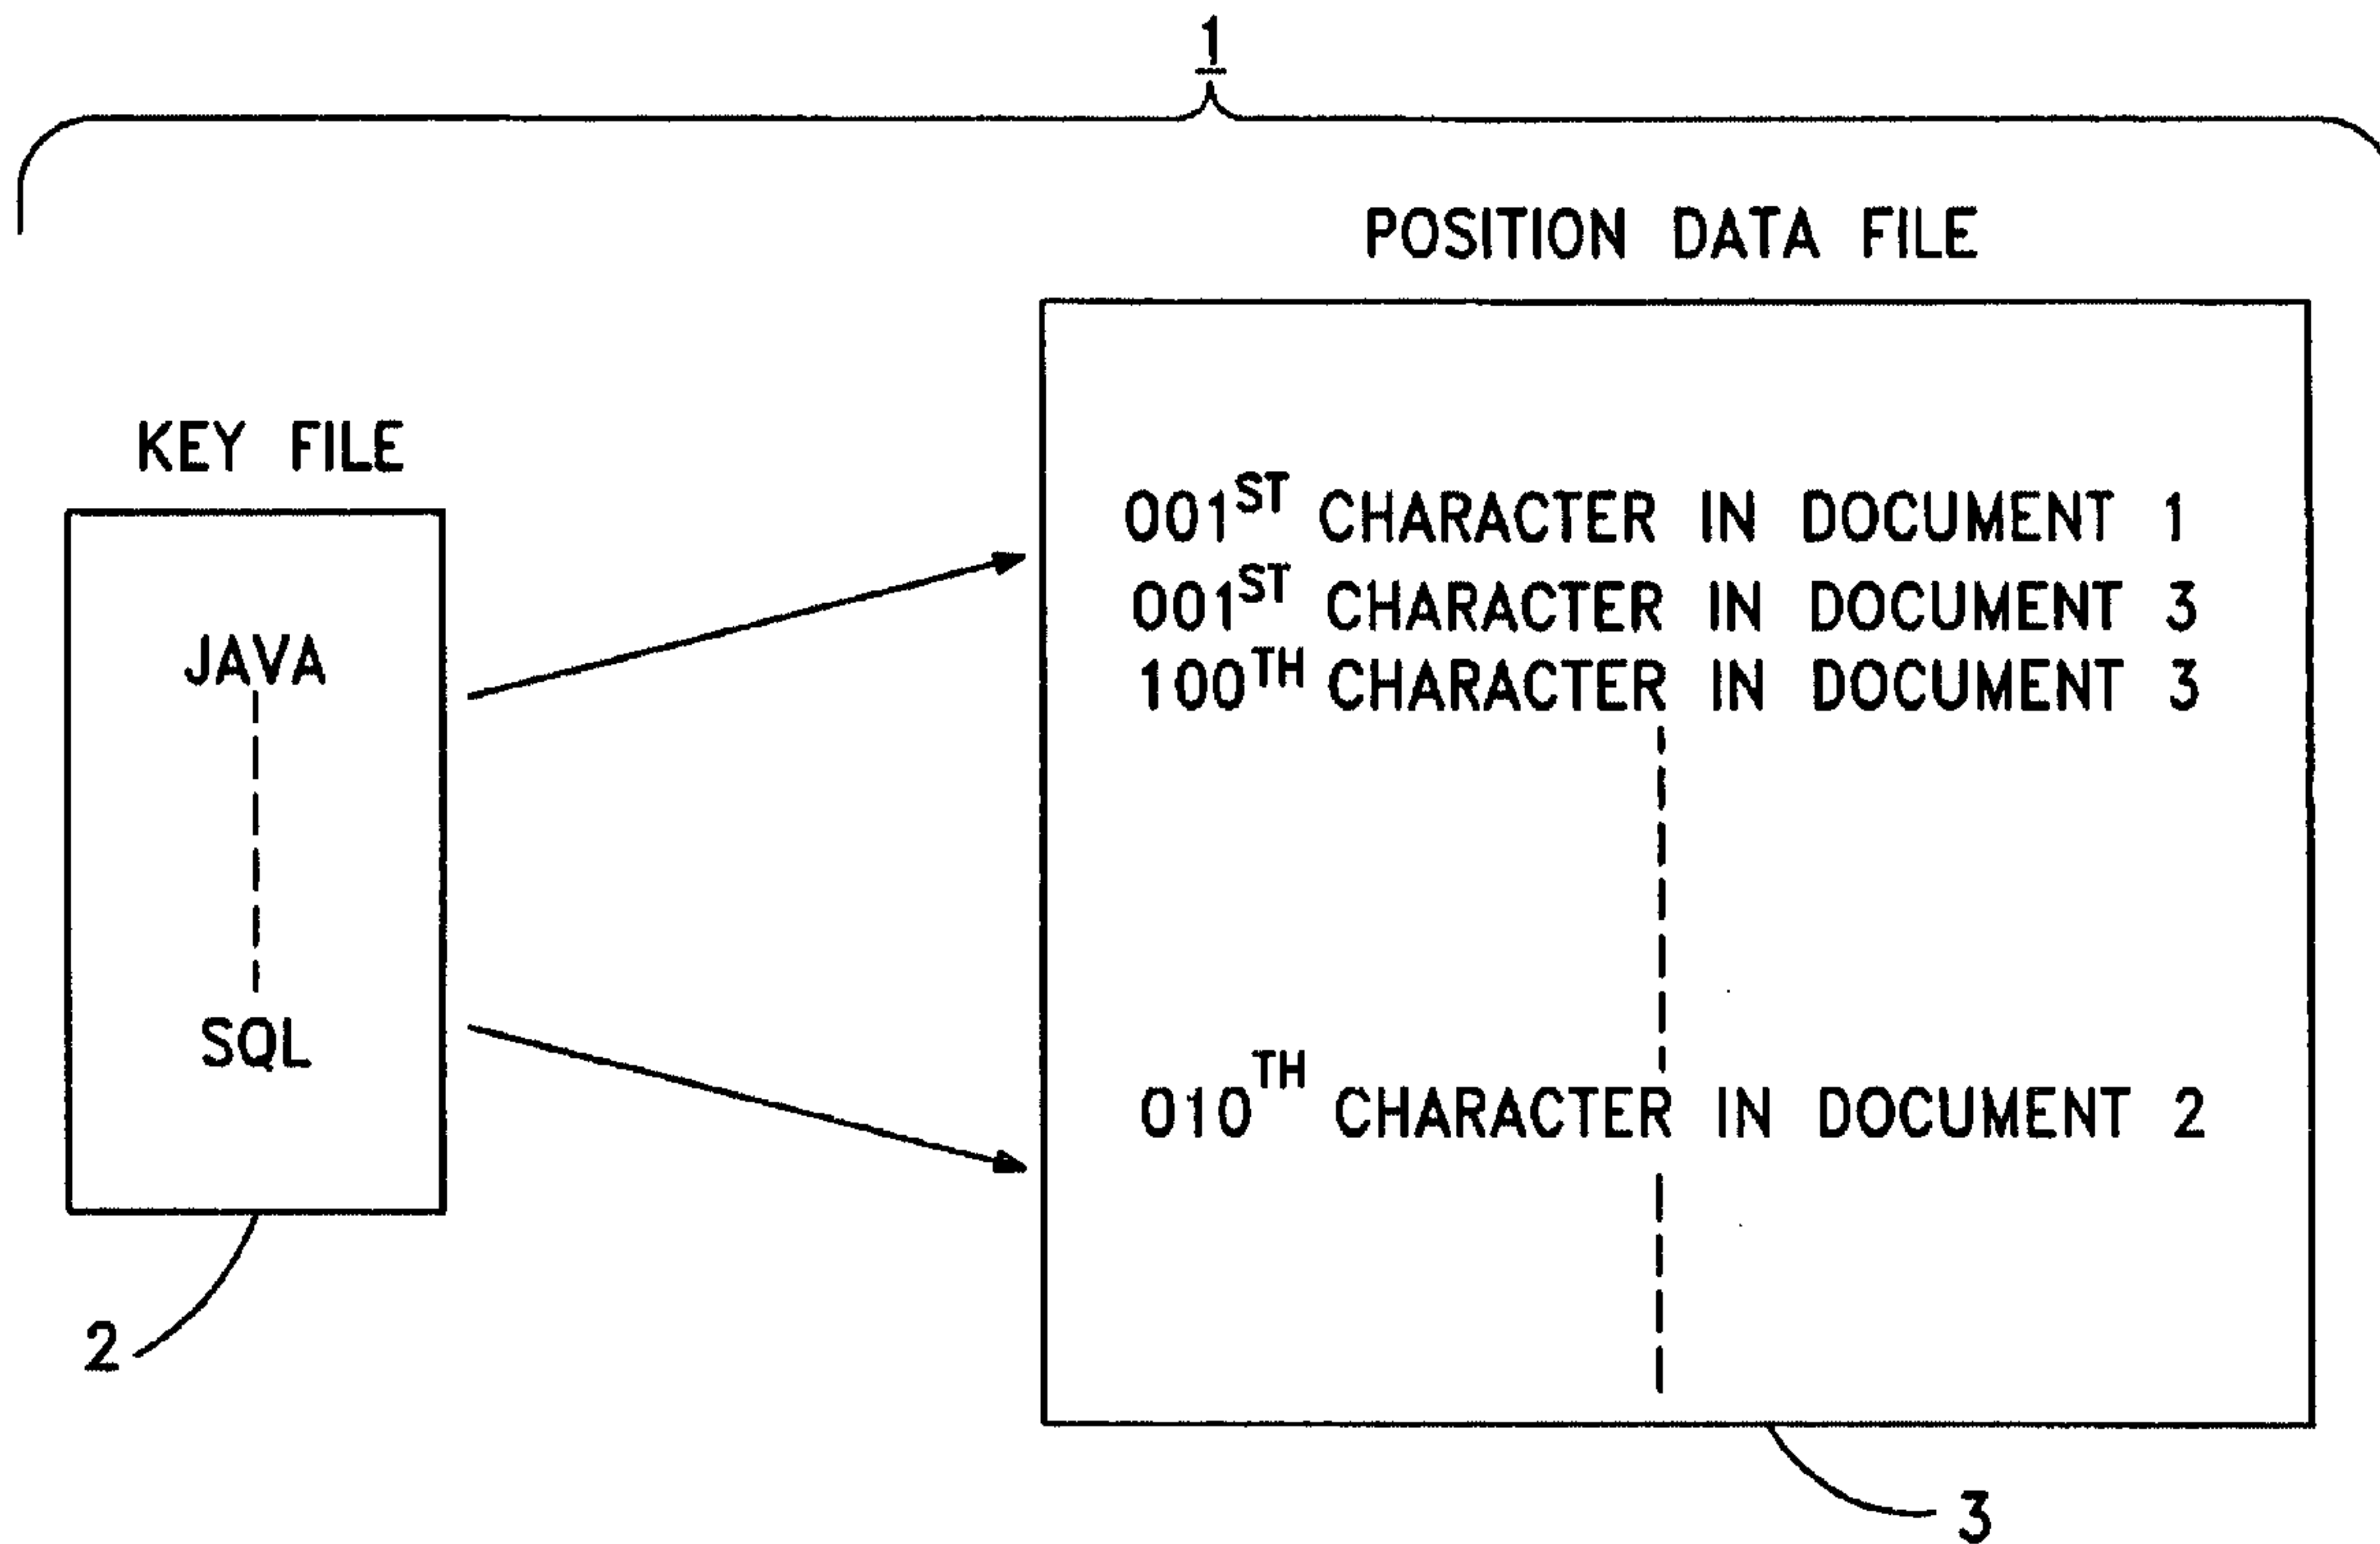 1
POSITION DATA FILE
KEY FILE
001ST CHARACTER IN DOCUMENT 1
001ST CHARACTER IN DOCUMENT 3
JAVA
100TH CHARACTER IN DOCUMENT 3
SQL
010TH CHARACTER IN DOCUMENT 2
2
3